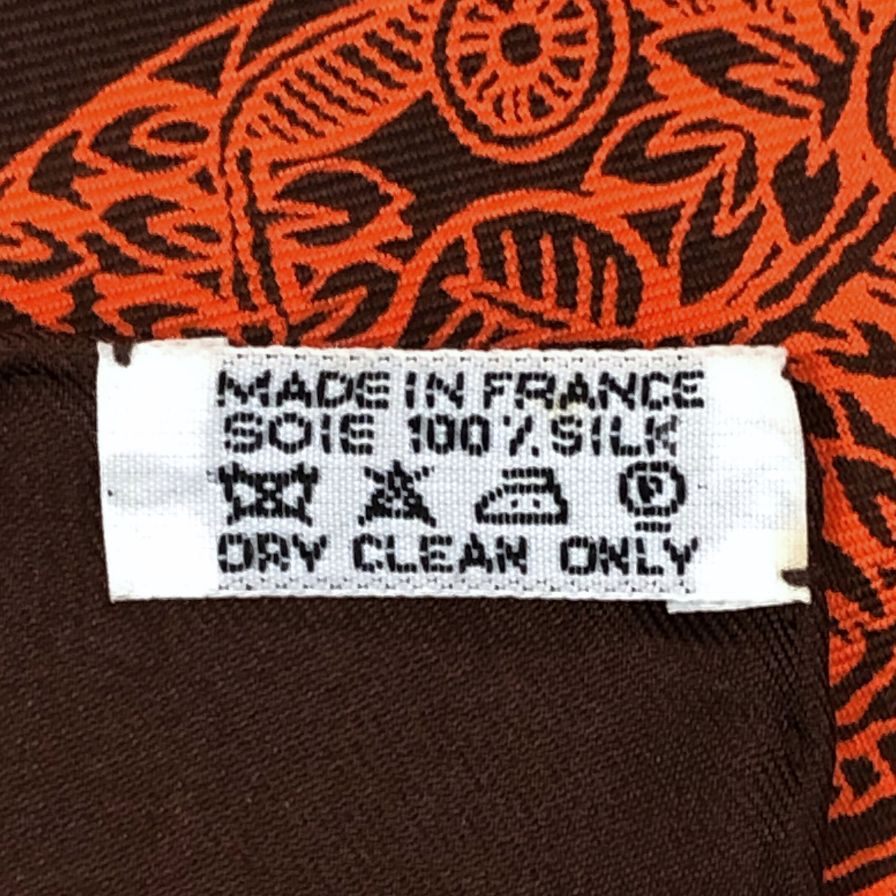 MADE IN FRANCE
SOIE 100% SILK
P
DRY CLEAN ONLY